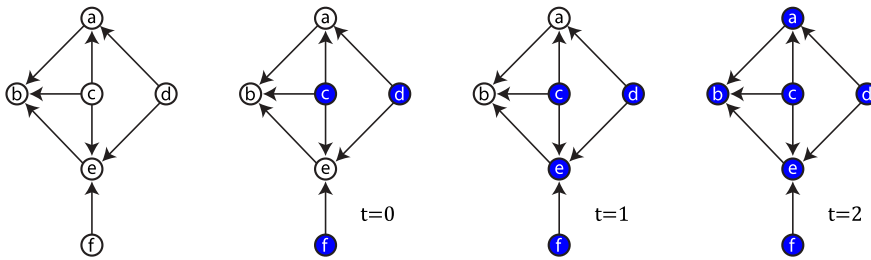 a a a a
b c d b c d b c d b c d
e e e e
t=0 t=1 t=2
f f f f